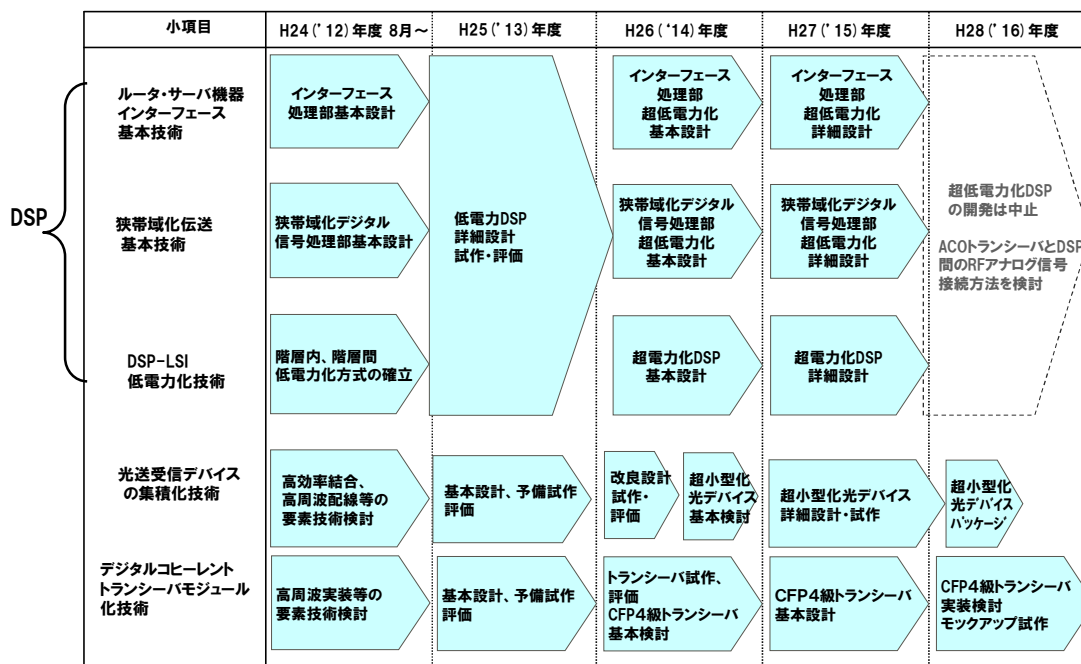 小項目
H24('12)年度 8月～
H25('13)年度
H26('14)年度
H27('15)年度
H28('16)年度
DSP
ルータ・サーバ機器
インターフェース
基本技術
インターフェース
処理部基本設計
低電力DSP
詳細設計
試作・評価
インターフェース
処理部
超低電力化
基本設計
インターフェース
処理部
超低電力化
詳細設計
超低電力化DSP
の開発は中止
ACOトランシーバとDSP
間のRFアナログ信号
接続方法を検討
狭帯域化伝送
基本技術
狭帯域化デジタル
信号処理部基本設計
狭帯域化デジタル
信号処理部
超低電力化
基本設計
狭帯域化デジタル
信号処理部
超低電力化
詳細設計
DSP-LSI
低電力化技術
階層内、階層間
低電力化方式の確立
超電力化DSP
基本設計
超電力化DSP
詳細設計
光送受信デバイス
の集積化技術
高効率結合、
高周波配線等の
要素技術検討
基本設計、予備試作
評価
改良設計
試作・
評価
超小型化
光デバイス
基本検討
超小型化光デバイス
詳細設計・試作
超小型化
光デバイス
パッケージ
デジタルコヒーレント
トランシーバモジュール
化技術
高周波実装等の
要素技術検討
基本設計、予備試作
評価
トランシーバ試作、
評価
CFP4級トランシーバ
基本検討
CFP4級トランシーバ
基本設計
CFP4級トランシーバ
実装検討
モックアップ試作